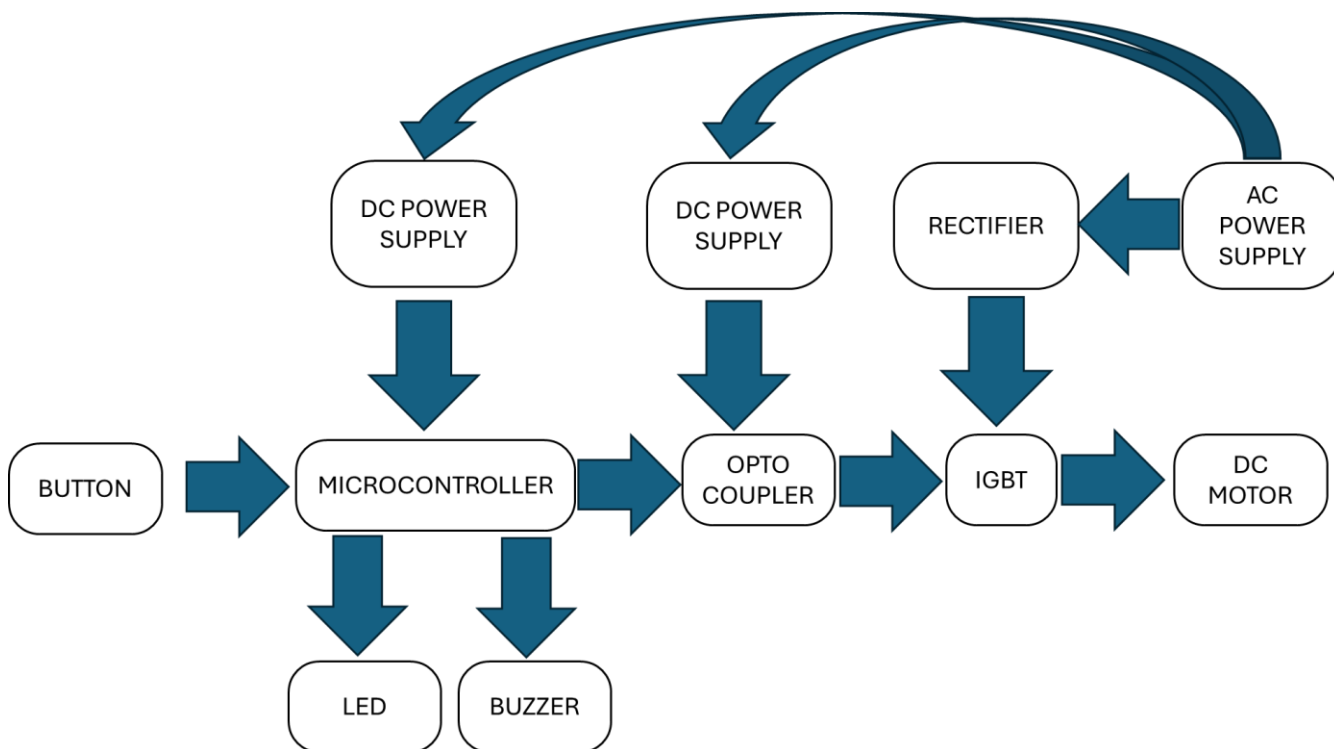 DC POWER
SUPPLY
DC POWER
SUPPLY
RECTIFIER
AC
POWER
SUPPLY
BUTTON
MICROCONTROLLER
OPTO
COUPLER
IGBT
DC
MOTOR
LED
BUZZER